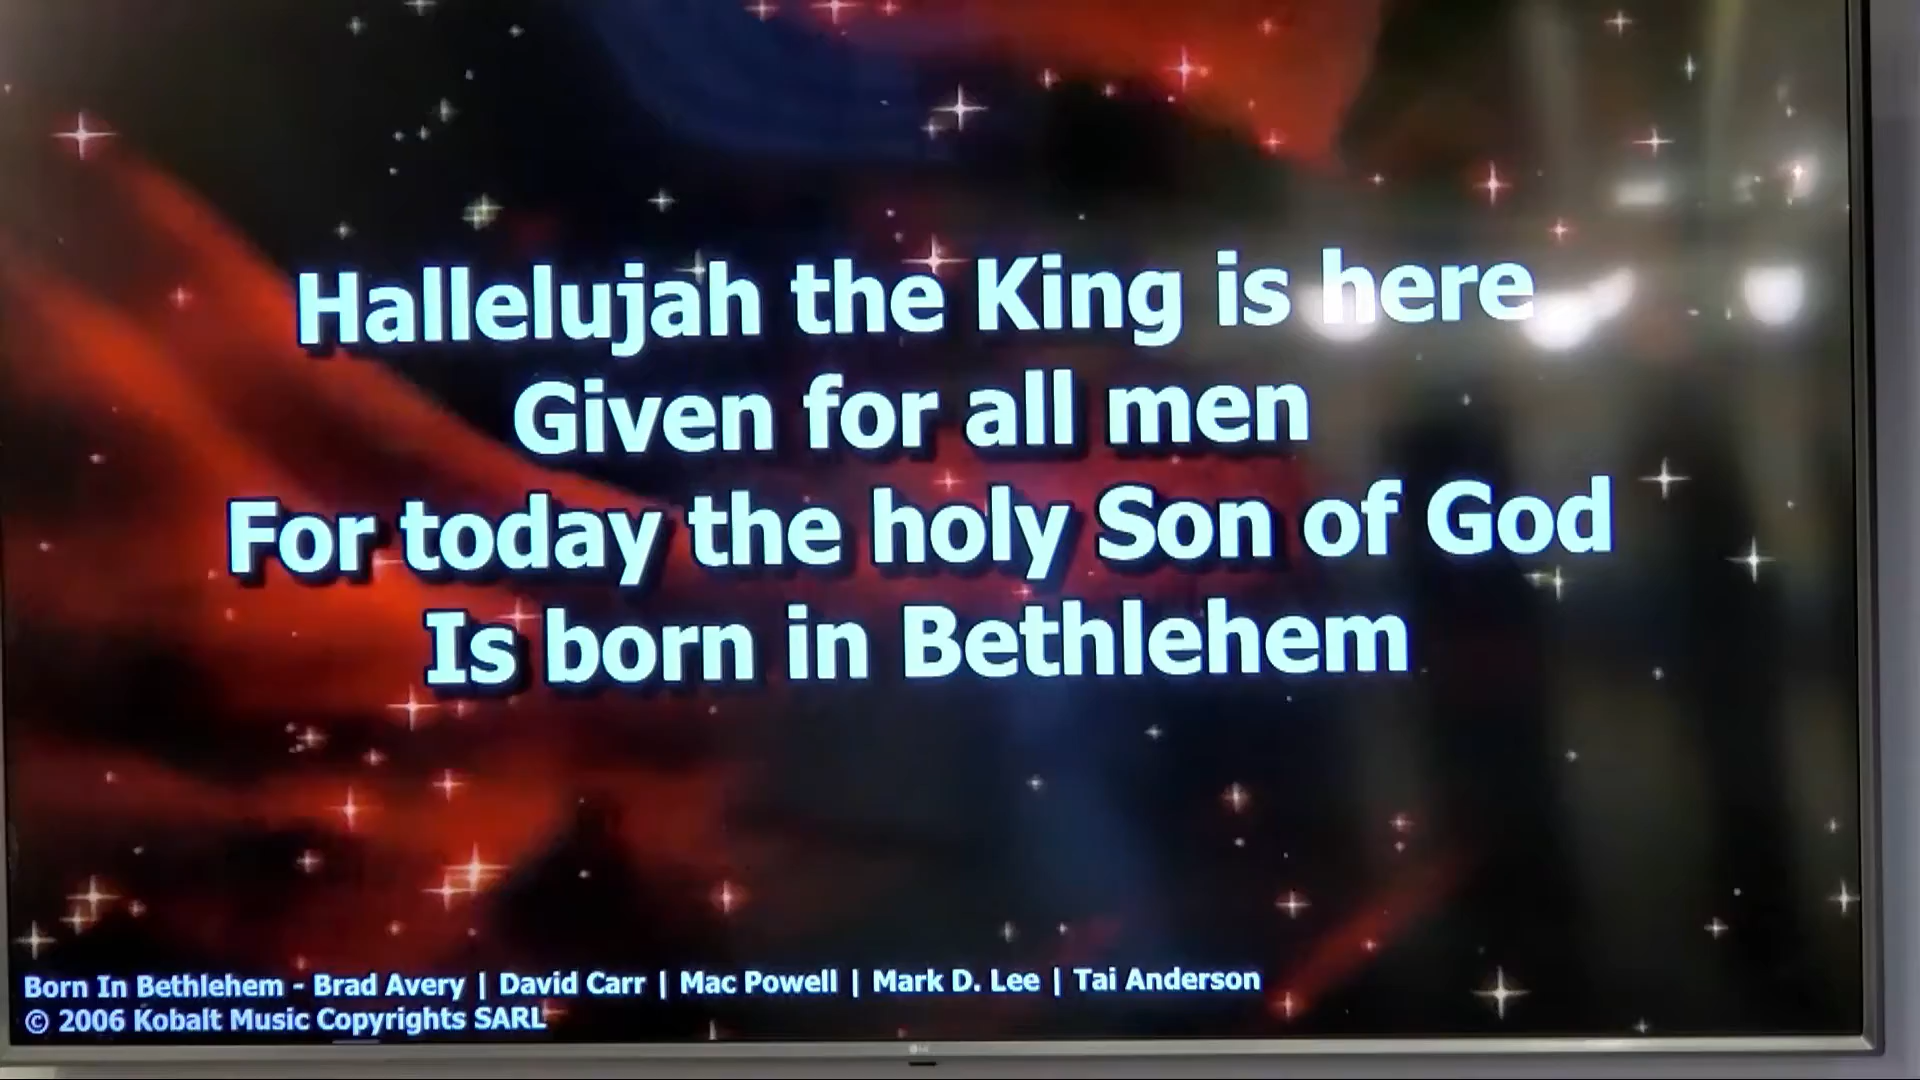 Hallelujah the King is here
Given for all men
For today the holy Son of God
Is born in Bethlehem
Born In Bethlehem - Brad Avery | David Carr | Mac Powell | Mark D. Lee | Tai Anderson
© 2006 Kobalt Music Copyrights SARL
LG